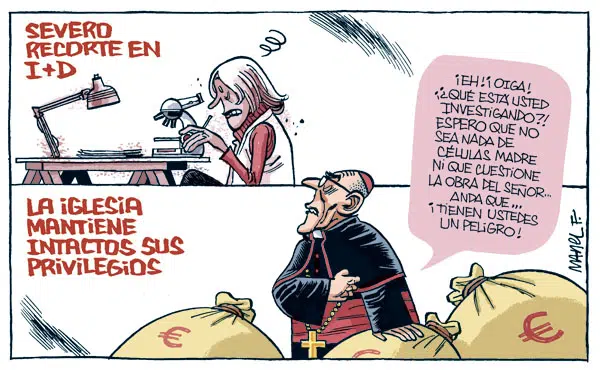 SEVERO
RECORTE EN
I+D
¡EH! ¡OIGA!
¿¡QUÉ ESTÁ USTED
INVESTIGANDO?!
ESPERO QUE NO
SEA NADA DE
CÉLULAS MADRE
NI QUE CUESTIONE
LA OBRA DEL SEÑOR...
ANDA QUE...
¡TIENEN USTEDES
UN PELIGRO!
LA IGLESIA
MANTIENE
INTACTOS SUS
PRIVILEGIOS
€
€
€
MANEL F.